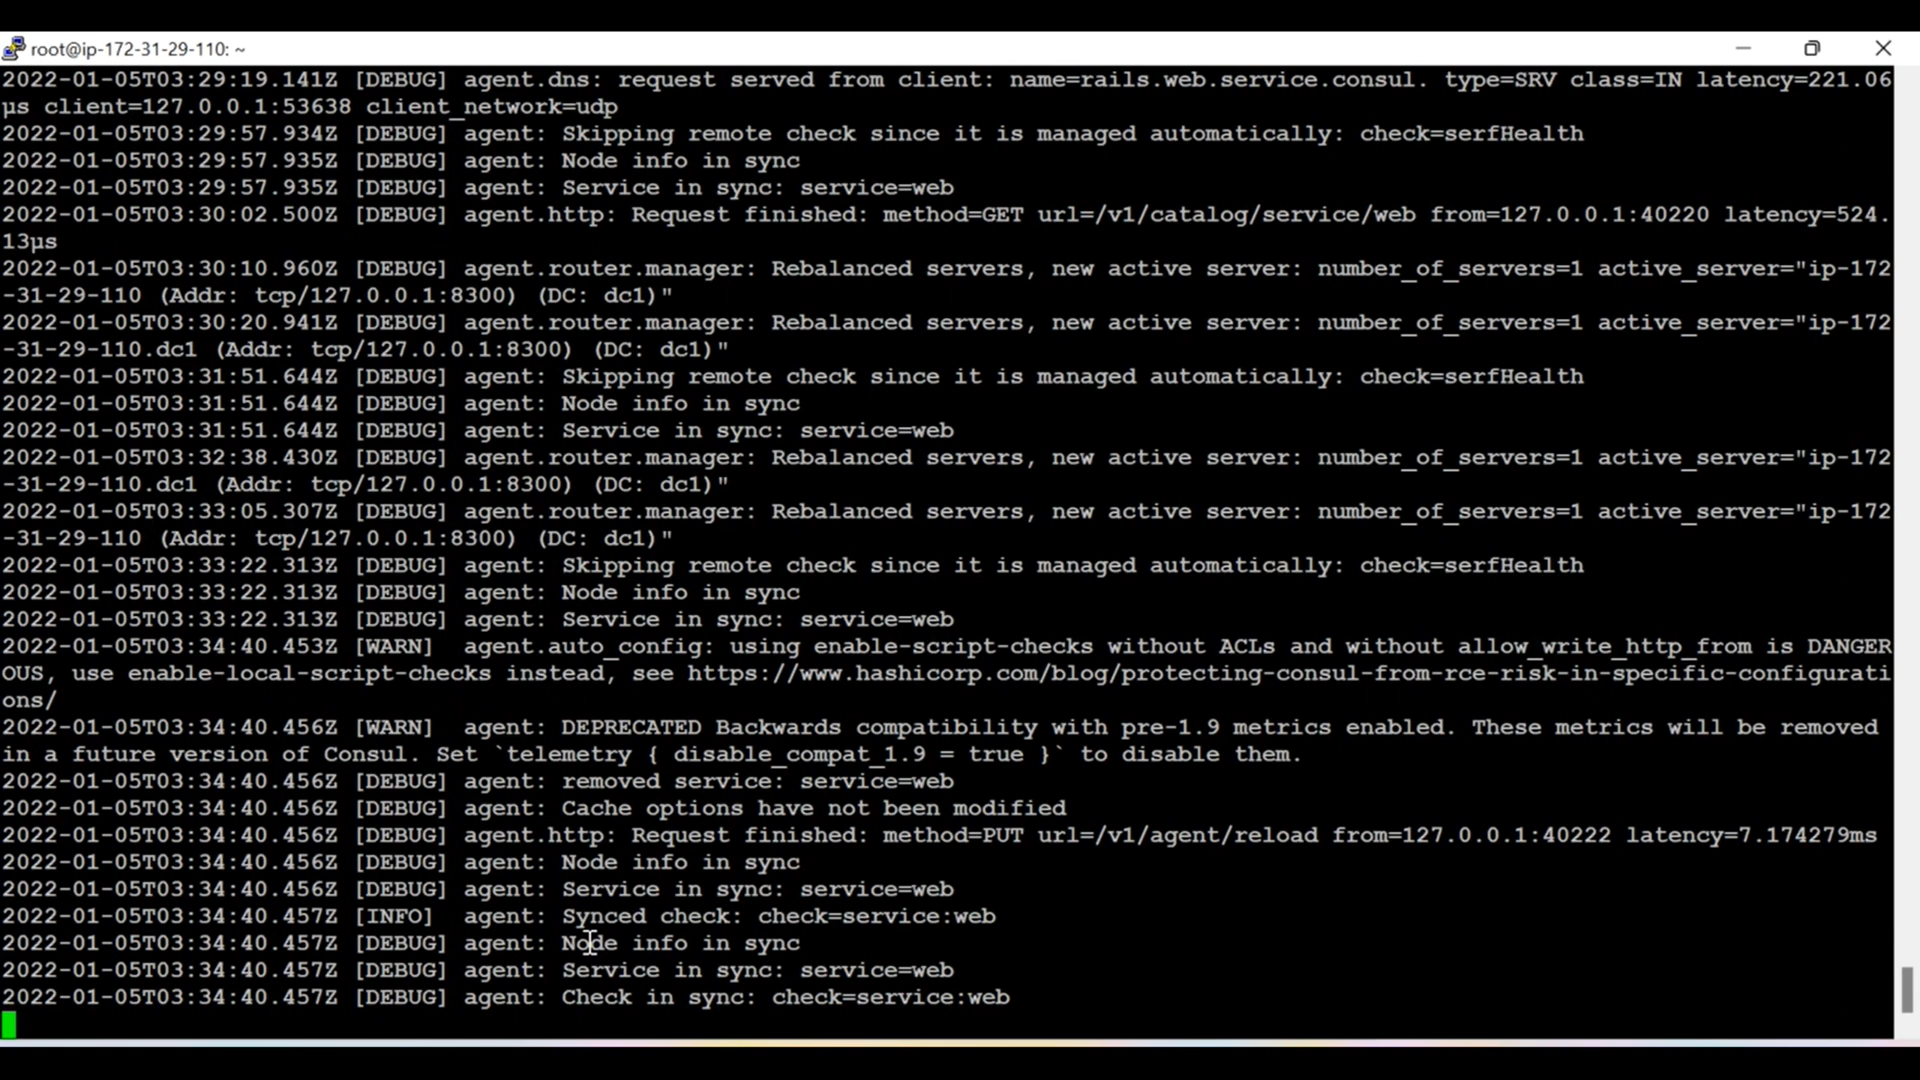 root@ip-172-31-29-110: ~
2022-01-05T03:29:19.141Z [DEBUG] agent.dns: request served from client: name=rails.web.service.consul. type=SRV class=IN latency=221.06
µs client=127.0.0.1:53638 client_network=udp
2022-01-05T03:29:57.934Z [DEBUG] agent: Skipping remote check since it is managed automatically: check=serfHealth
2022-01-05T03:29:57.935Z [DEBUG] agent: Node info in sync
2022-01-05T03:29:57.935Z [DEBUG] agent: Service in sync: service=web
2022-01-05T03:30:02.500Z [DEBUG] agent.http: Request finished: method=GET url=/v1/catalog/service/web from=127.0.0.1:40220 latency=524.
13µs
2022-01-05T03:30:10.960Z [DEBUG] agent.router.manager: Rebalanced servers, new active server: number_of_servers=1 active_server="ip-172
-31-29-110 (Addr: tcp/127.0.0.1:8300) (DC: dc1)"
2022-01-05T03:30:20.941Z [DEBUG] agent.router.manager: Rebalanced servers, new active server: number_of_servers=1 active_server="ip-172
-31-29-110.dc1 (Addr: tcp/127.0.0.1:8300) (DC: dc1)"
2022-01-05T03:31:51.644Z [DEBUG] agent: Skipping remote check since it is managed automatically: check=serfHealth
2022-01-05T03:31:51.644Z [DEBUG] agent: Node info in sync
2022-01-05T03:31:51.644Z [DEBUG] agent: Service in sync: service=web
2022-01-05T03:32:38.430Z [DEBUG] agent.router.manager: Rebalanced servers, new active server: number_of_servers=1 active_server="ip-172
-31-29-110.dc1 (Addr: tcp/127.0.0.1:8300) (DC: dc1)"
2022-01-05T03:33:05.307Z [DEBUG] agent.router.manager: Rebalanced servers, new active server: number_of_servers=1 active_server="ip-172
-31-29-110 (Addr: tcp/127.0.0.1:8300) (DC: dc1)"
2022-01-05T03:33:22.313Z [DEBUG] agent: Skipping remote check since it is managed automatically: check=serfHealth
2022-01-05T03:33:22.313Z [DEBUG] agent: Node info in sync
2022-01-05T03:33:22.313Z [DEBUG] agent: Service in sync: service=web
2022-01-05T03:34:40.453Z [WARN]  agent.auto_config: using enable-script-checks without ACLs and without allow_write_http_from is DANGER
OUS, use enable-local-script-checks instead, see https://www.hashicorp.com/blog/protecting-consul-from-rce-risk-in-specific-configurati
ons/
2022-01-05T03:34:40.456Z [WARN]  agent: DEPRECATED Backwards compatibility with pre-1.9 metrics enabled. These metrics will be removed
in a future version of Consul. Set `telemetry { disable_compat_1.9 = true }` to disable them.
2022-01-05T03:34:40.456Z [DEBUG] agent: removed service: service=web
2022-01-05T03:34:40.456Z [DEBUG] agent: Cache options have not been modified
2022-01-05T03:34:40.456Z [DEBUG] agent.http: Request finished: method=PUT url=/v1/agent/reload from=127.0.0.1:40222 latency=7.174279ms
2022-01-05T03:34:40.456Z [DEBUG] agent: Node info in sync
2022-01-05T03:34:40.456Z [DEBUG] agent: Service in sync: service=web
2022-01-05T03:34:40.457Z [INFO]  agent: Synced check: check=service:web
2022-01-05T03:34:40.457Z [DEBUG] agent: Node info in sync
2022-01-05T03:34:40.457Z [DEBUG] agent: Service in sync: service=web
2022-01-05T03:34:40.457Z [DEBUG] agent: Check in sync: check=service:web